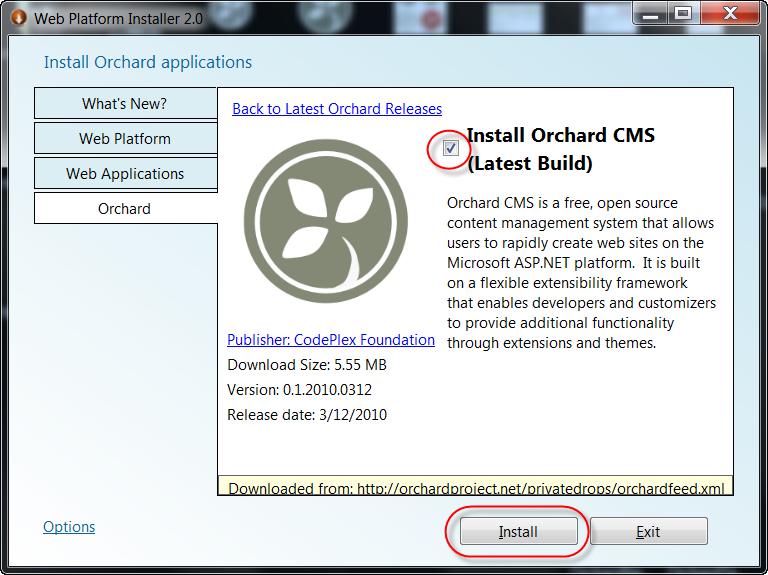 Web Platform Installer 2.0
Install Orchard applications
What's New?
Web Platform
Web Applications
Orchard
Back to Latest Orchard Releases
Install Orchard CMS
(Latest Build)
Orchard CMS is a free, open source
content management system that allows
users to rapidly create web sites on the
Microsoft ASP.NET platform.  It is built
on a flexible extensibility framework
that enables developers and customizers
to provide additional functionality
through extensions and themes.
Publisher: CodePlex Foundation
Download Size: 5.55 MB
Version: 0.1.2010.0312
Release date: 3/12/2010
Downloaded from: http://orchardproject.net/privatedrops/orchardfeed.xml
Options
Install
Exit